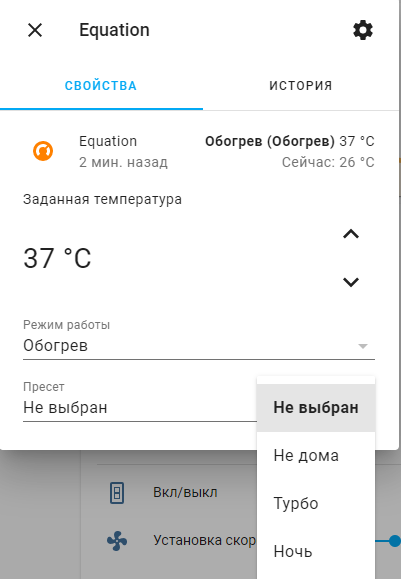 Equation
СВОЙСТВА
ИСТОРИЯ
Equation
Обогрев (Обогрев) 37 °C
2 мин. назад
Сейчас: 26 °C
Заданная температура
37 °C
Режим работы
Обогрев
Пресет
Не выбран
Не выбран
Не дома
Турбо
Ночь
Вкл/выкл
Установка скор